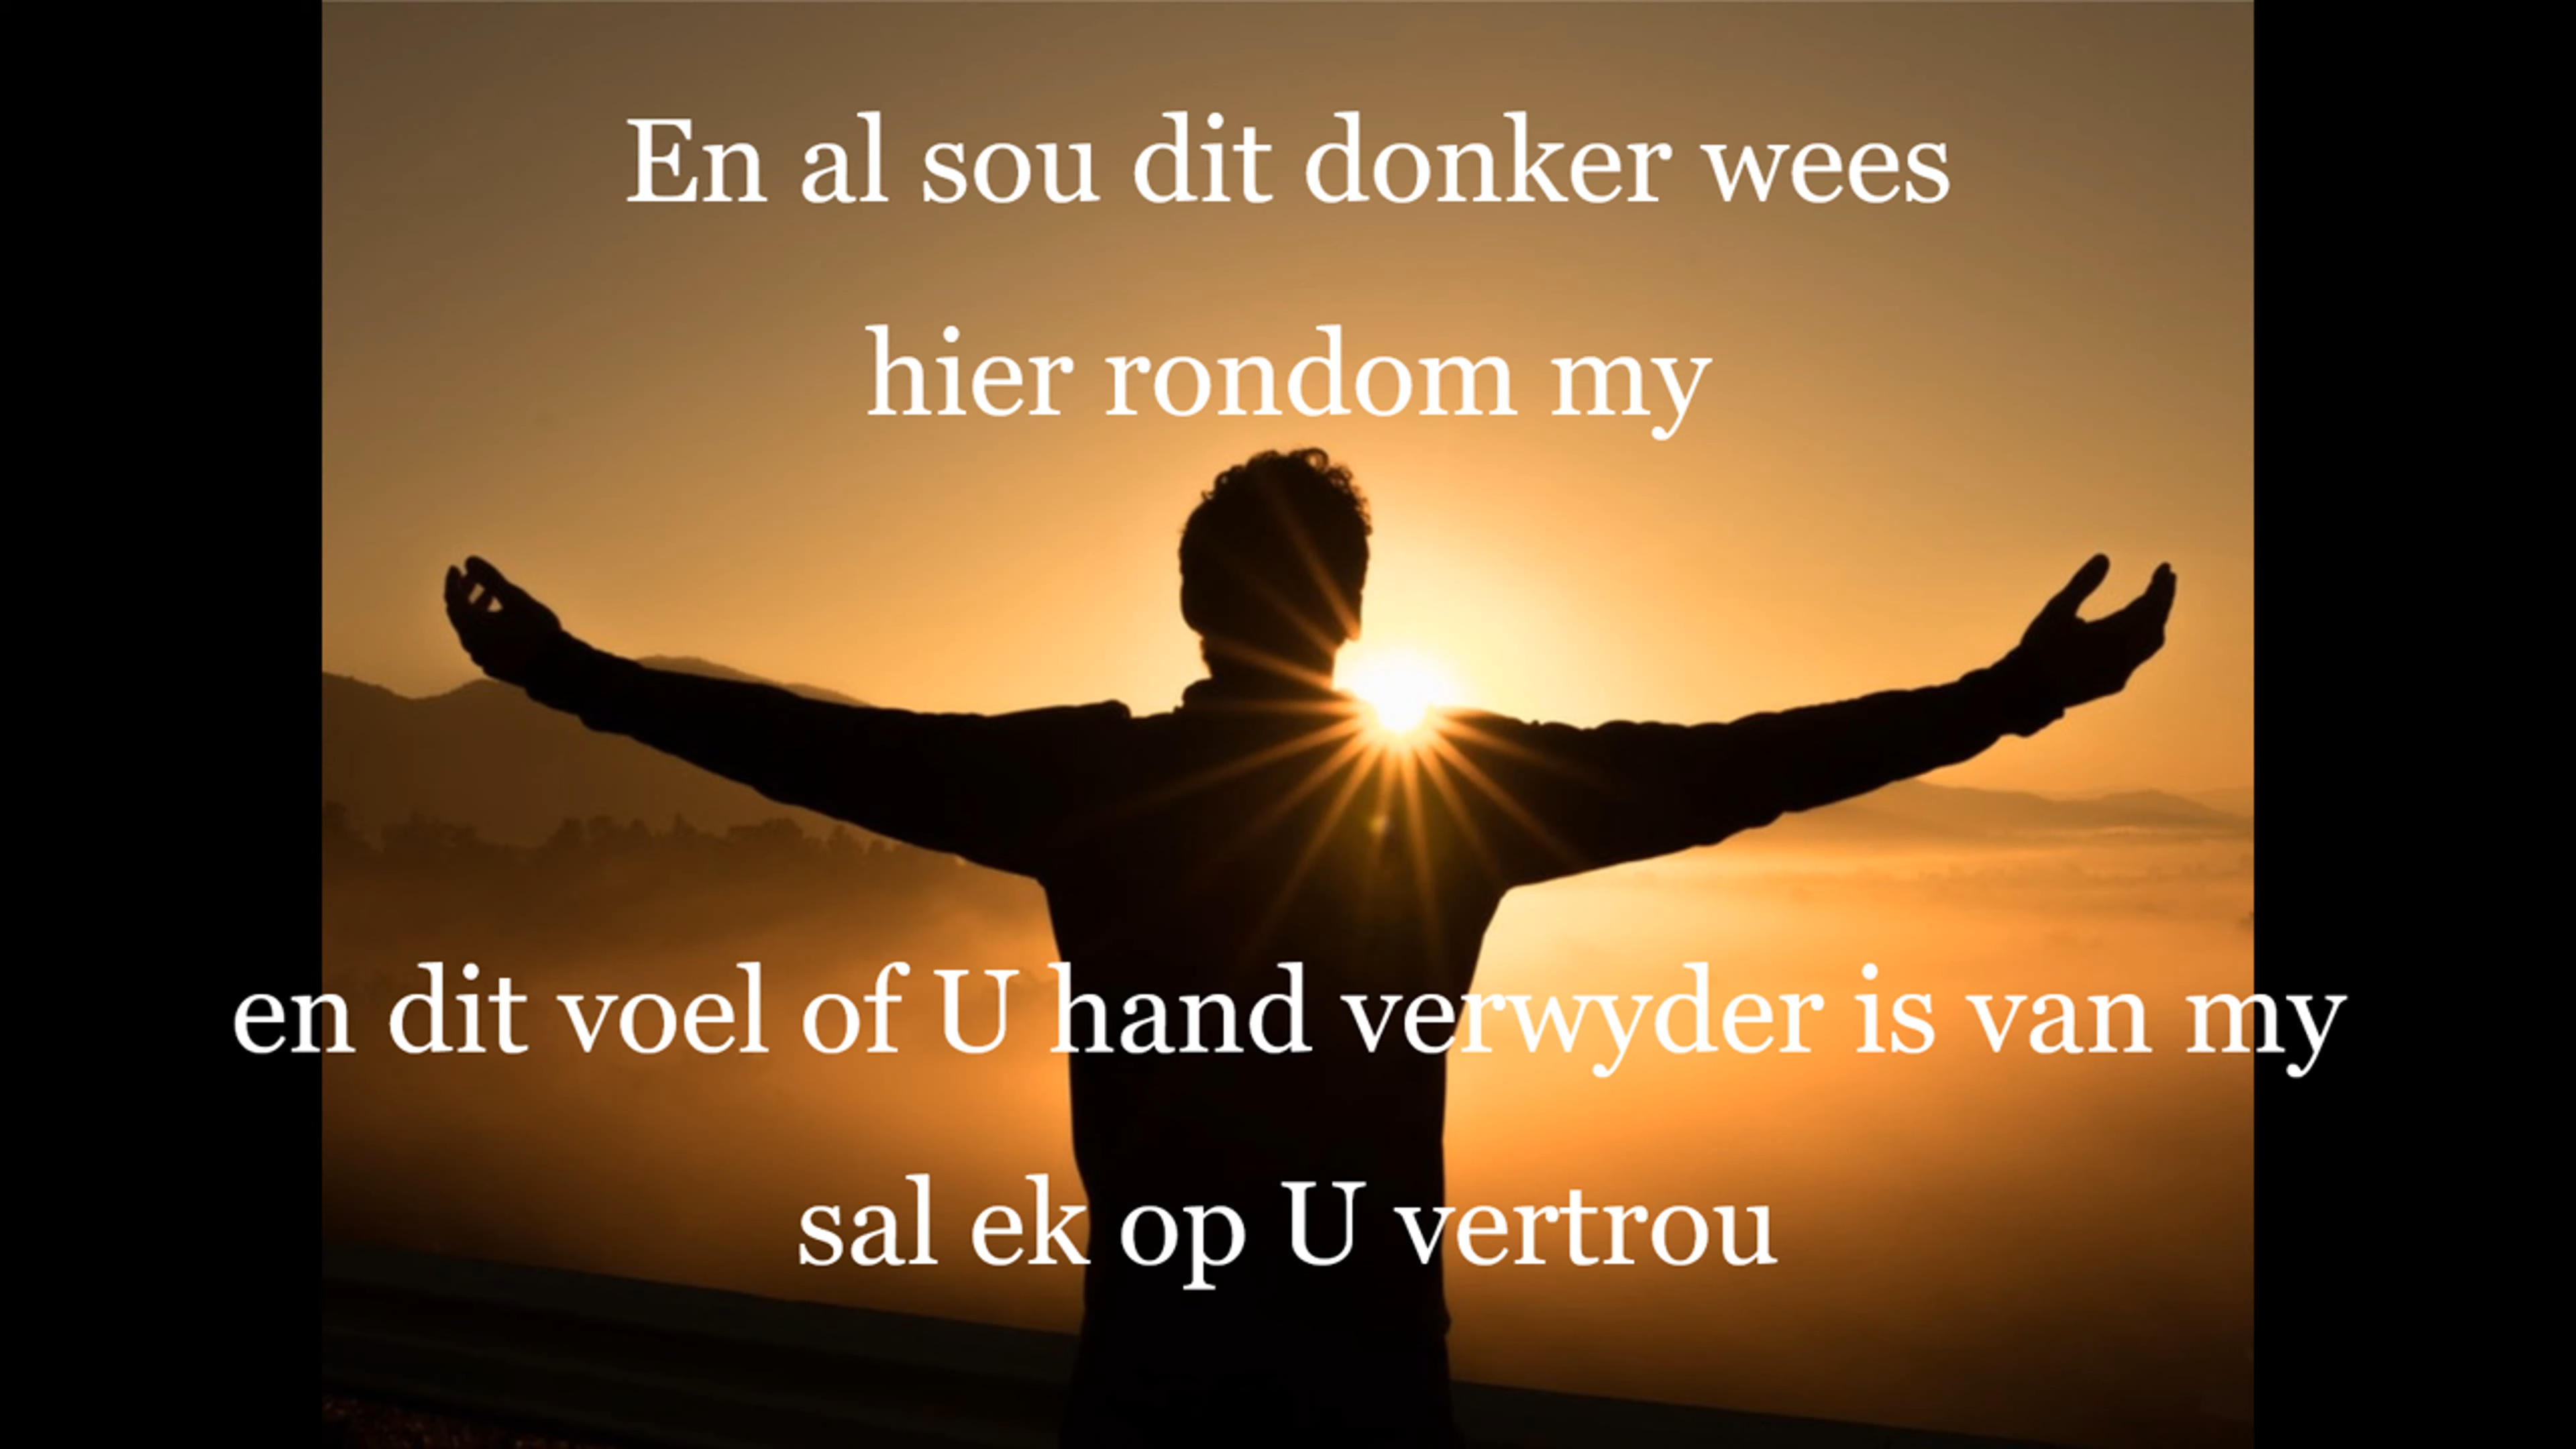 En al sou dit donker wees
hier rondom my
en dit voel of U hand verwyder is van my
sal ek op U vertrou